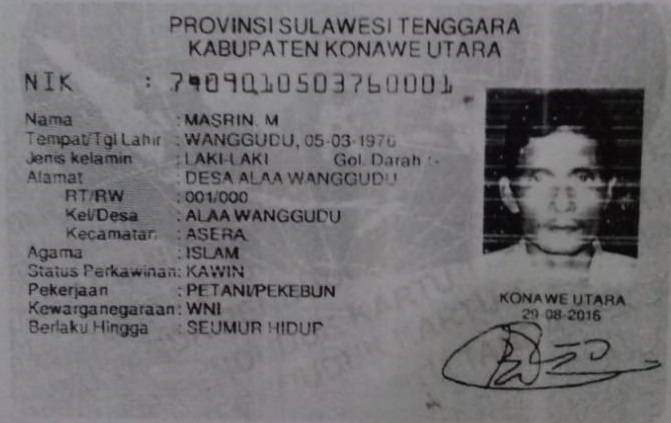 PROVINSI SULAWESI TENGGARA
KABUPATEN KONAWE UTARA
NIK : 7409010503760001
Nama : MASRIN. M
Tempat/Tgl Lahir : WANGGUDU, 05-03-1976
Jenis kelamin : LAKI-LAKI Gol. Darah :-
Alamat : DESA ALAA WANGGUDU
RT/RW : 001/000
Kel/Desa : ALAA WANGGUDU
Kecamatan : ASERA
Agama : ISLAM
Status Perkawinan: KAWIN
Pekerjaan : PETANI/PEKEBUN
Kewarganegaraan: WNI
Berlaku Hingga : SEUMUR HIDUP
KONAWE UTARA
29-08-2016